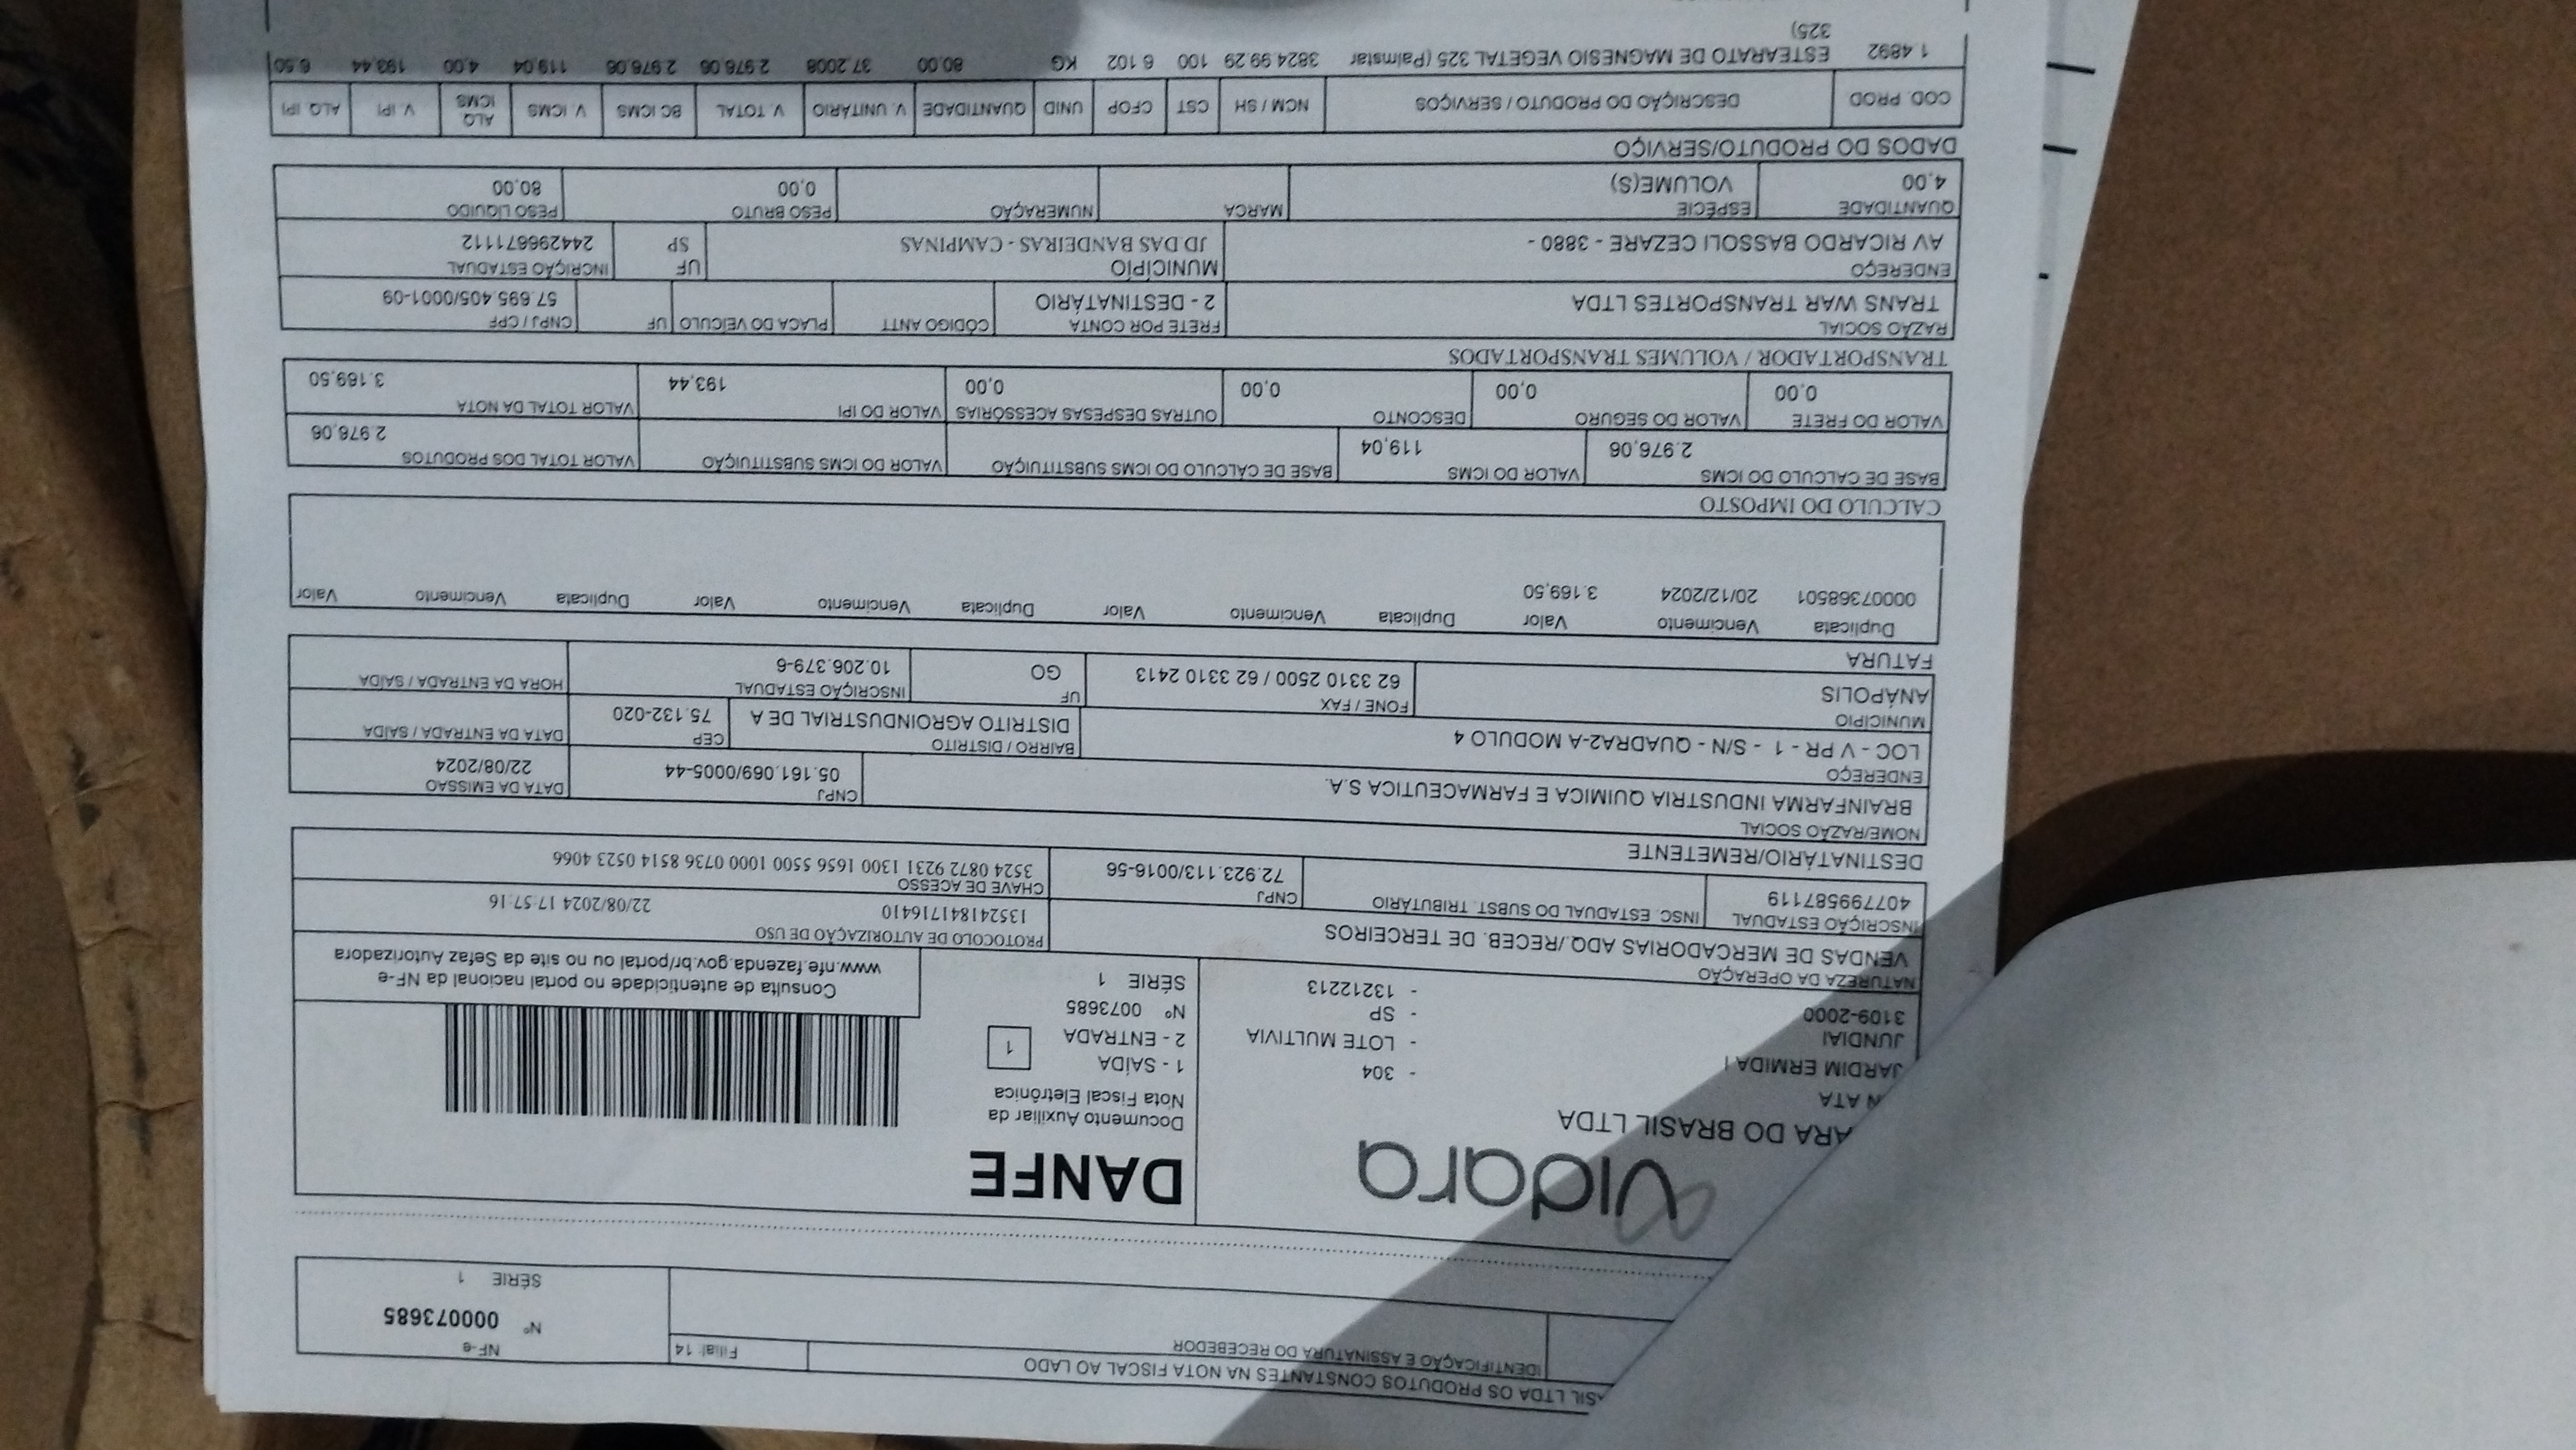 SIL LTDA OS PRODUTOS CONSTANTES NA NOTA FISCAL AO LADO
IDENTIFICAÇÃO E ASSINATURA DO RECEBEDOR
Filial: 14
NF-e
Nº 000073685
SÉRIE 1
vidara
ARA DO BRASIL LTDA
N ATA - 304
JARDIM ERMIDA I - LOTE MULTIVIA
JUNDIAI - SP
3109-2000 - 13212213
DANFE
Documento Auxiliar da
Nota Fiscal Eletrônica
1 - SAÍDA
2 - ENTRADA
1
Nº 0073685
SÉRIE 1
Consulta de autenticidade no portal nacional da NF-e
www.nfe.fazenda.gov.br/portal ou no site da Sefaz Autorizadora
NATUREZA DA OPERAÇÃO
VENDAS DE MERCADORIAS ADQ./RECEB. DE TERCEIROS
PROTOCOLO DE AUTORIZAÇÃO DE USO
135241841716410 22/08/2024 17:57:16
INSCRIÇÃO ESTADUAL
407799587119
INSC. ESTADUAL DO SUBST. TRIBUTÁRIO
CNPJ
72.923.113/0016-56
CHAVE DE ACESSO
3524 0872 9231 1300 1656 5500 1000 0736 8514 0523 4066
DESTINATÁRIO/REMETENTE
NOME/RAZÃO SOCIAL
BRAINFARMA INDUSTRIA QUIMICA E FARMACEUTICA S.A.
CNPJ
05.161.069/0005-44
DATA DA EMISSÃO
22/08/2024
ENDEREÇO
LOC - V PR - 1 - S/N - QUADRA2-A MODULO 4
BAIRRO / DISTRITO
DISTRITO AGROINDUSTRIAL DE A
CEP
75.132-020
DATA DA ENTRADA / SAÍDA
MUNICÍPIO
ANÁPOLIS
FONE / FAX
62 3310 2500 / 62 3310 2413
UF
GO
INSCRIÇÃO ESTADUAL
10.206.379-6
HORA DA ENTRADA / SAÍDA
FATURA
Duplicata Vencimento Valor Duplicata Vencimento Valor Duplicata Vencimento Valor Duplicata Vencimento Valor
00007368501 20/12/2024 3.169,50
CALCULO DO IMPOSTO
BASE DE CÁLCULO DO ICMS
2.976,06
VALOR DO ICMS
119,04
BASE DE CÁLCULO DO ICMS SUBSTITUIÇÃO
VALOR DO ICMS SUBSTITUIÇÃO
VALOR TOTAL DOS PRODUTOS
2.976,06
VALOR DO FRETE
0,00
VALOR DO SEGURO
0,00
DESCONTO
0,00
OUTRAS DESPESAS ACESSÓRIAS
0,00
VALOR DO IPI
193,44
VALOR TOTAL DA NOTA
3.169,50
TRANSPORTADOR / VOLUMES TRANSPORTADOS
RAZÃO SOCIAL
TRANS WAR TRANSPORTES LTDA
FRETE POR CONTA
2 - DESTINATÁRIO
CÓDIGO ANTT
PLACA DO VEÍCULO
UF
CNPJ / CPF
57.695.405/0001-09
ENDEREÇO
AV RICARDO BASSOLI CEZARE - 3880 -
MUNICÍPIO
JD DAS BANDEIRAS - CAMPINAS
UF
SP
INCRIÇÃO ESTADUAL
244296671112
QUANTIDADE
4,00
ESPÉCIE
VOLUME(S)
MARCA
NUMERAÇÃO
PESO BRUTO
0,00
PESO LÍQUIDO
80,00
DADOS DO PRODUTO/SERVIÇO
COD. PROD DESCRIÇÃO DO PRODUTO / SERVIÇOS NCM / SH CST CFOP UNID QUANTIDADE V. UNITÁRIO V. TOTAL BC ICMS V. ICMS ALQ ICMS V. IPI ALQ. IPI
1.4892 ESTEARATO DE MAGNESIO VEGETAL 325 (Palmstar 3824.99.29 100 6.102 KG 80,00 37,2008 2.976,06 2.976,06 119,04 4,00 193,44 6,50
325)